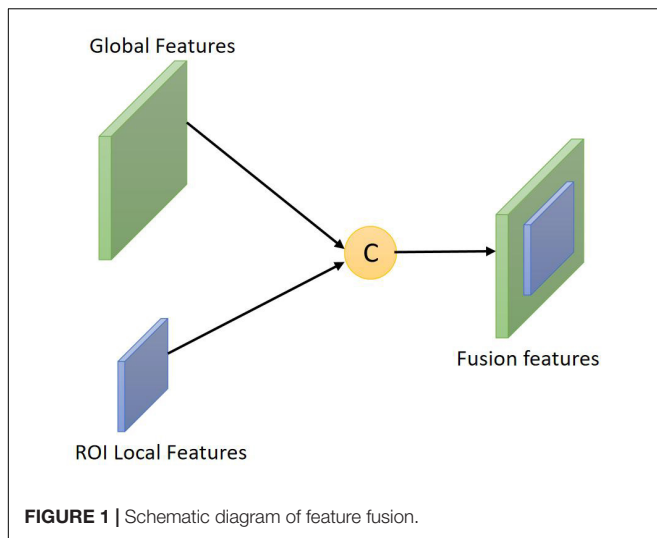 Global Features
C
Fusion features
ROI Local Features
FIGURE 1 | Schematic diagram of feature fusion.